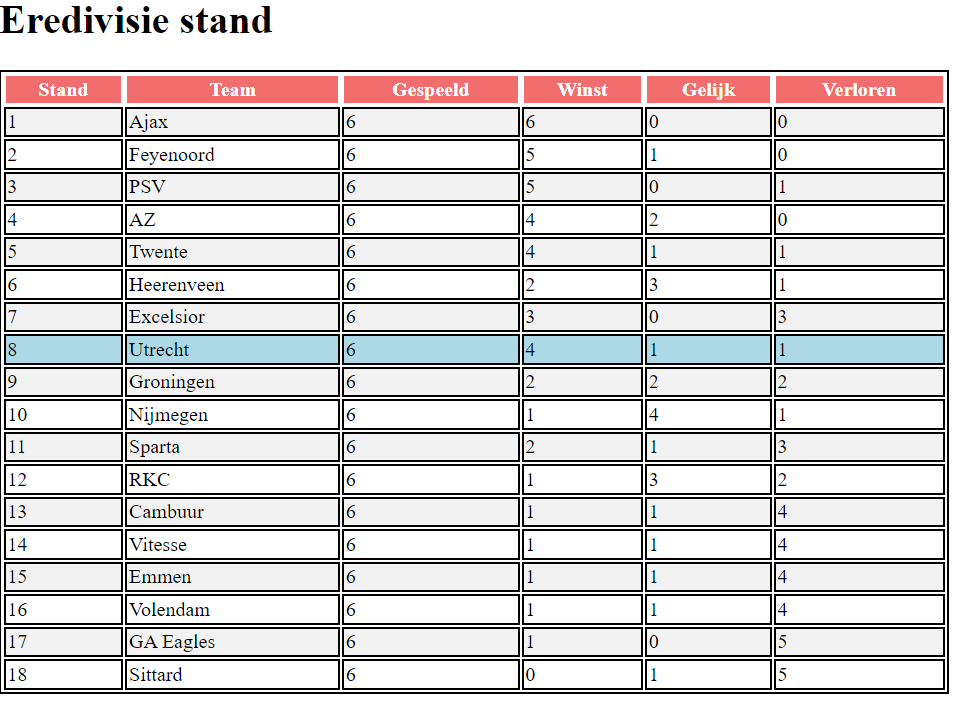 Eredivisie stand
Stand Team Gespeeld Winst Gelijk Verloren
1 Ajax 6 6 0 0
2 Feyenoord 6 5 1 0
3 PSV 6 5 0 1
4 AZ 6 4 2 0
5 Twente 6 4 1 1
6 Heerenveen 6 2 3 1
7 Excelsior 6 3 0 3
8 Utrecht 6 4 1 1
9 Groningen 6 2 2 2
10 Nijmegen 6 1 4 1
11 Sparta 6 2 1 3
12 RKC 6 1 3 2
13 Cambuur 6 1 1 4
14 Vitesse 6 1 1 4
15 Emmen 6 1 1 4
16 Volendam 6 1 1 4
17 GA Eagles 6 1 0 5
18 Sittard 6 0 1 5